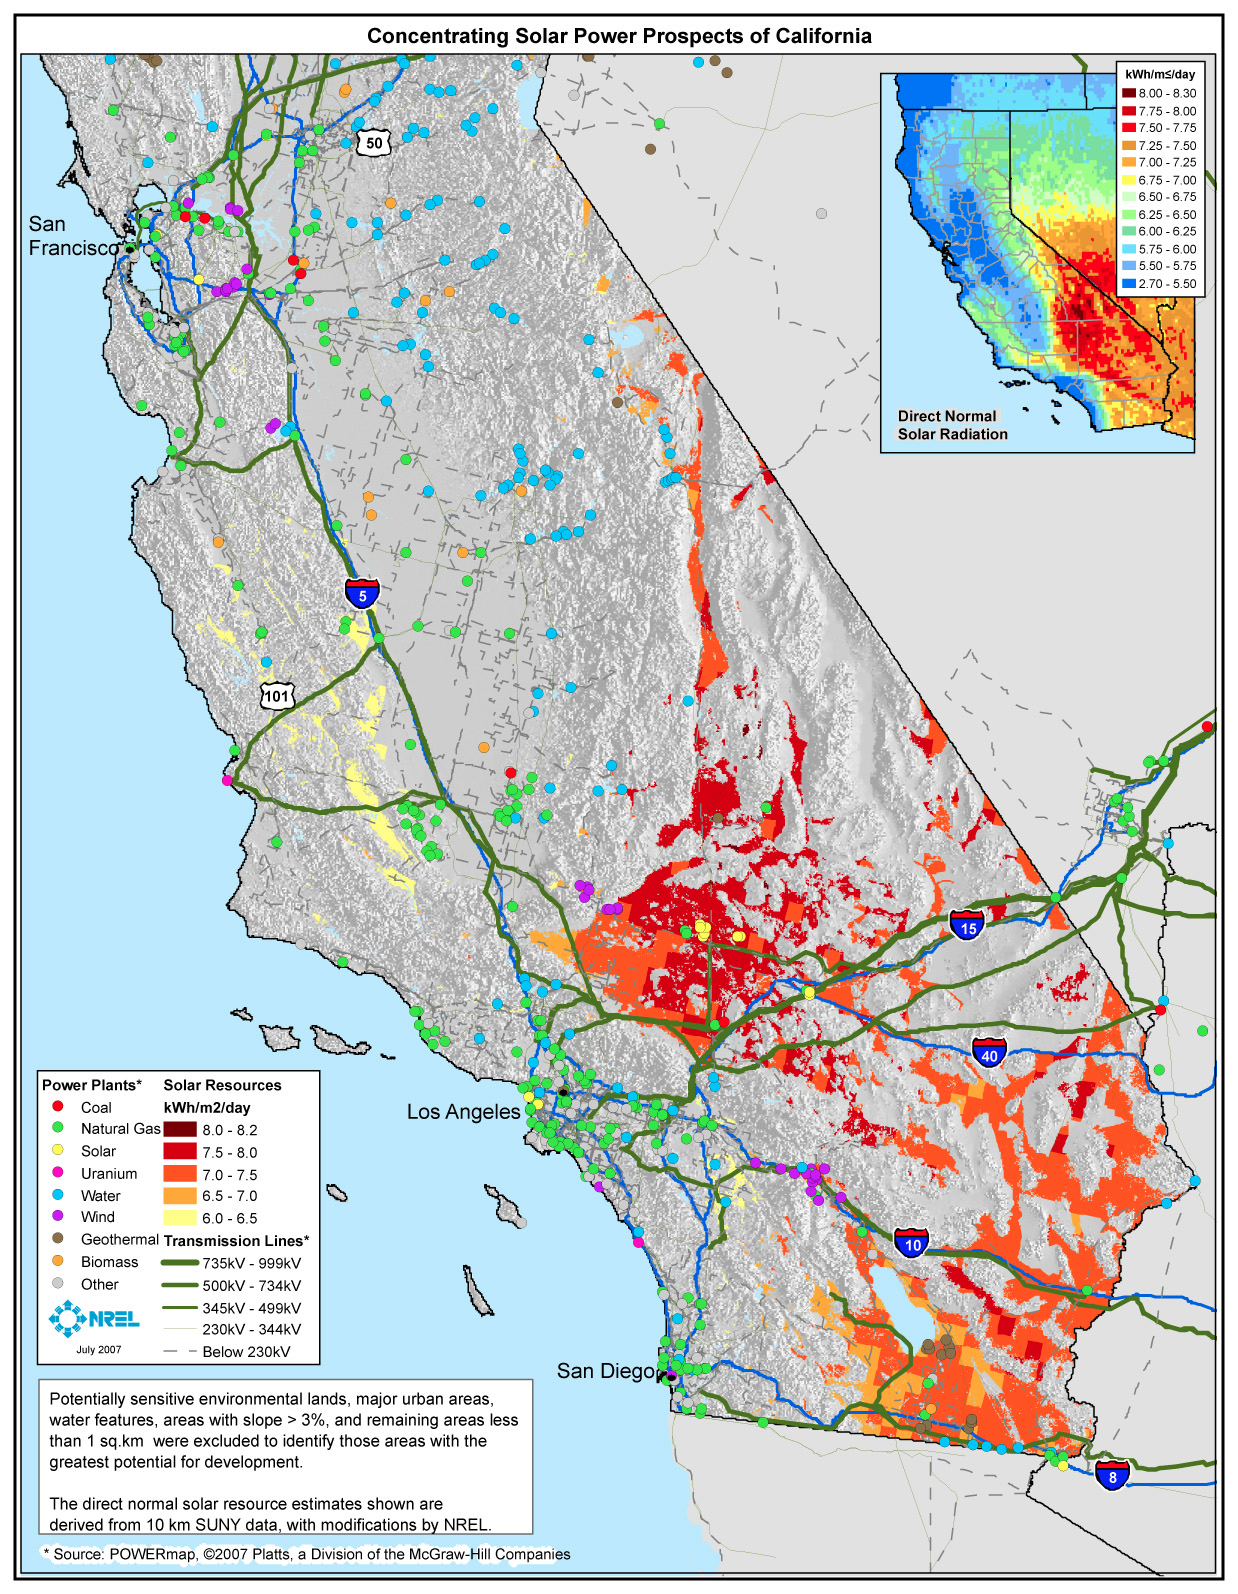 Concentrating Solar Power Prospects of California
kWh/m≤/day
8.00 - 8.30
7.75 - 8.00
7.50 - 7.75
7.25 - 7.50
7.00 - 7.25
6.75 - 7.00
6.50 - 6.75
6.25 - 6.50
6.00 - 6.25
5.75 - 6.00
5.50 - 5.75
2.70 - 5.50
Direct Normal
Solar Radiation
50
San
Francisco
5
101
15
40
Los Angeles
10
San Diego
8
Power Plants*
Coal
Natural Gas
Solar
Uranium
Water
Wind
Geothermal
Biomass
Other
NREL
July 2007
Solar Resources
kWh/m2/day
8.0 - 8.2
7.5 - 8.0
7.0 - 7.5
6.5 - 7.0
6.0 - 6.5
Transmission Lines*
735kV - 999kV
500kV - 734kV
345kV - 499kV
230kV - 344kV
Below 230kV
Potentially sensitive environmental lands, major urban areas,
water features, areas with slope > 3%, and remaining areas less
than 1 sq.km were excluded to identify those areas with the
greatest potential for development.
The direct normal solar resource estimates shown are
derived from 10 km SUNY data, with modifications by NREL.
* Source: POWERmap, ©2007 Platts, a Division of the McGraw-Hill Companies